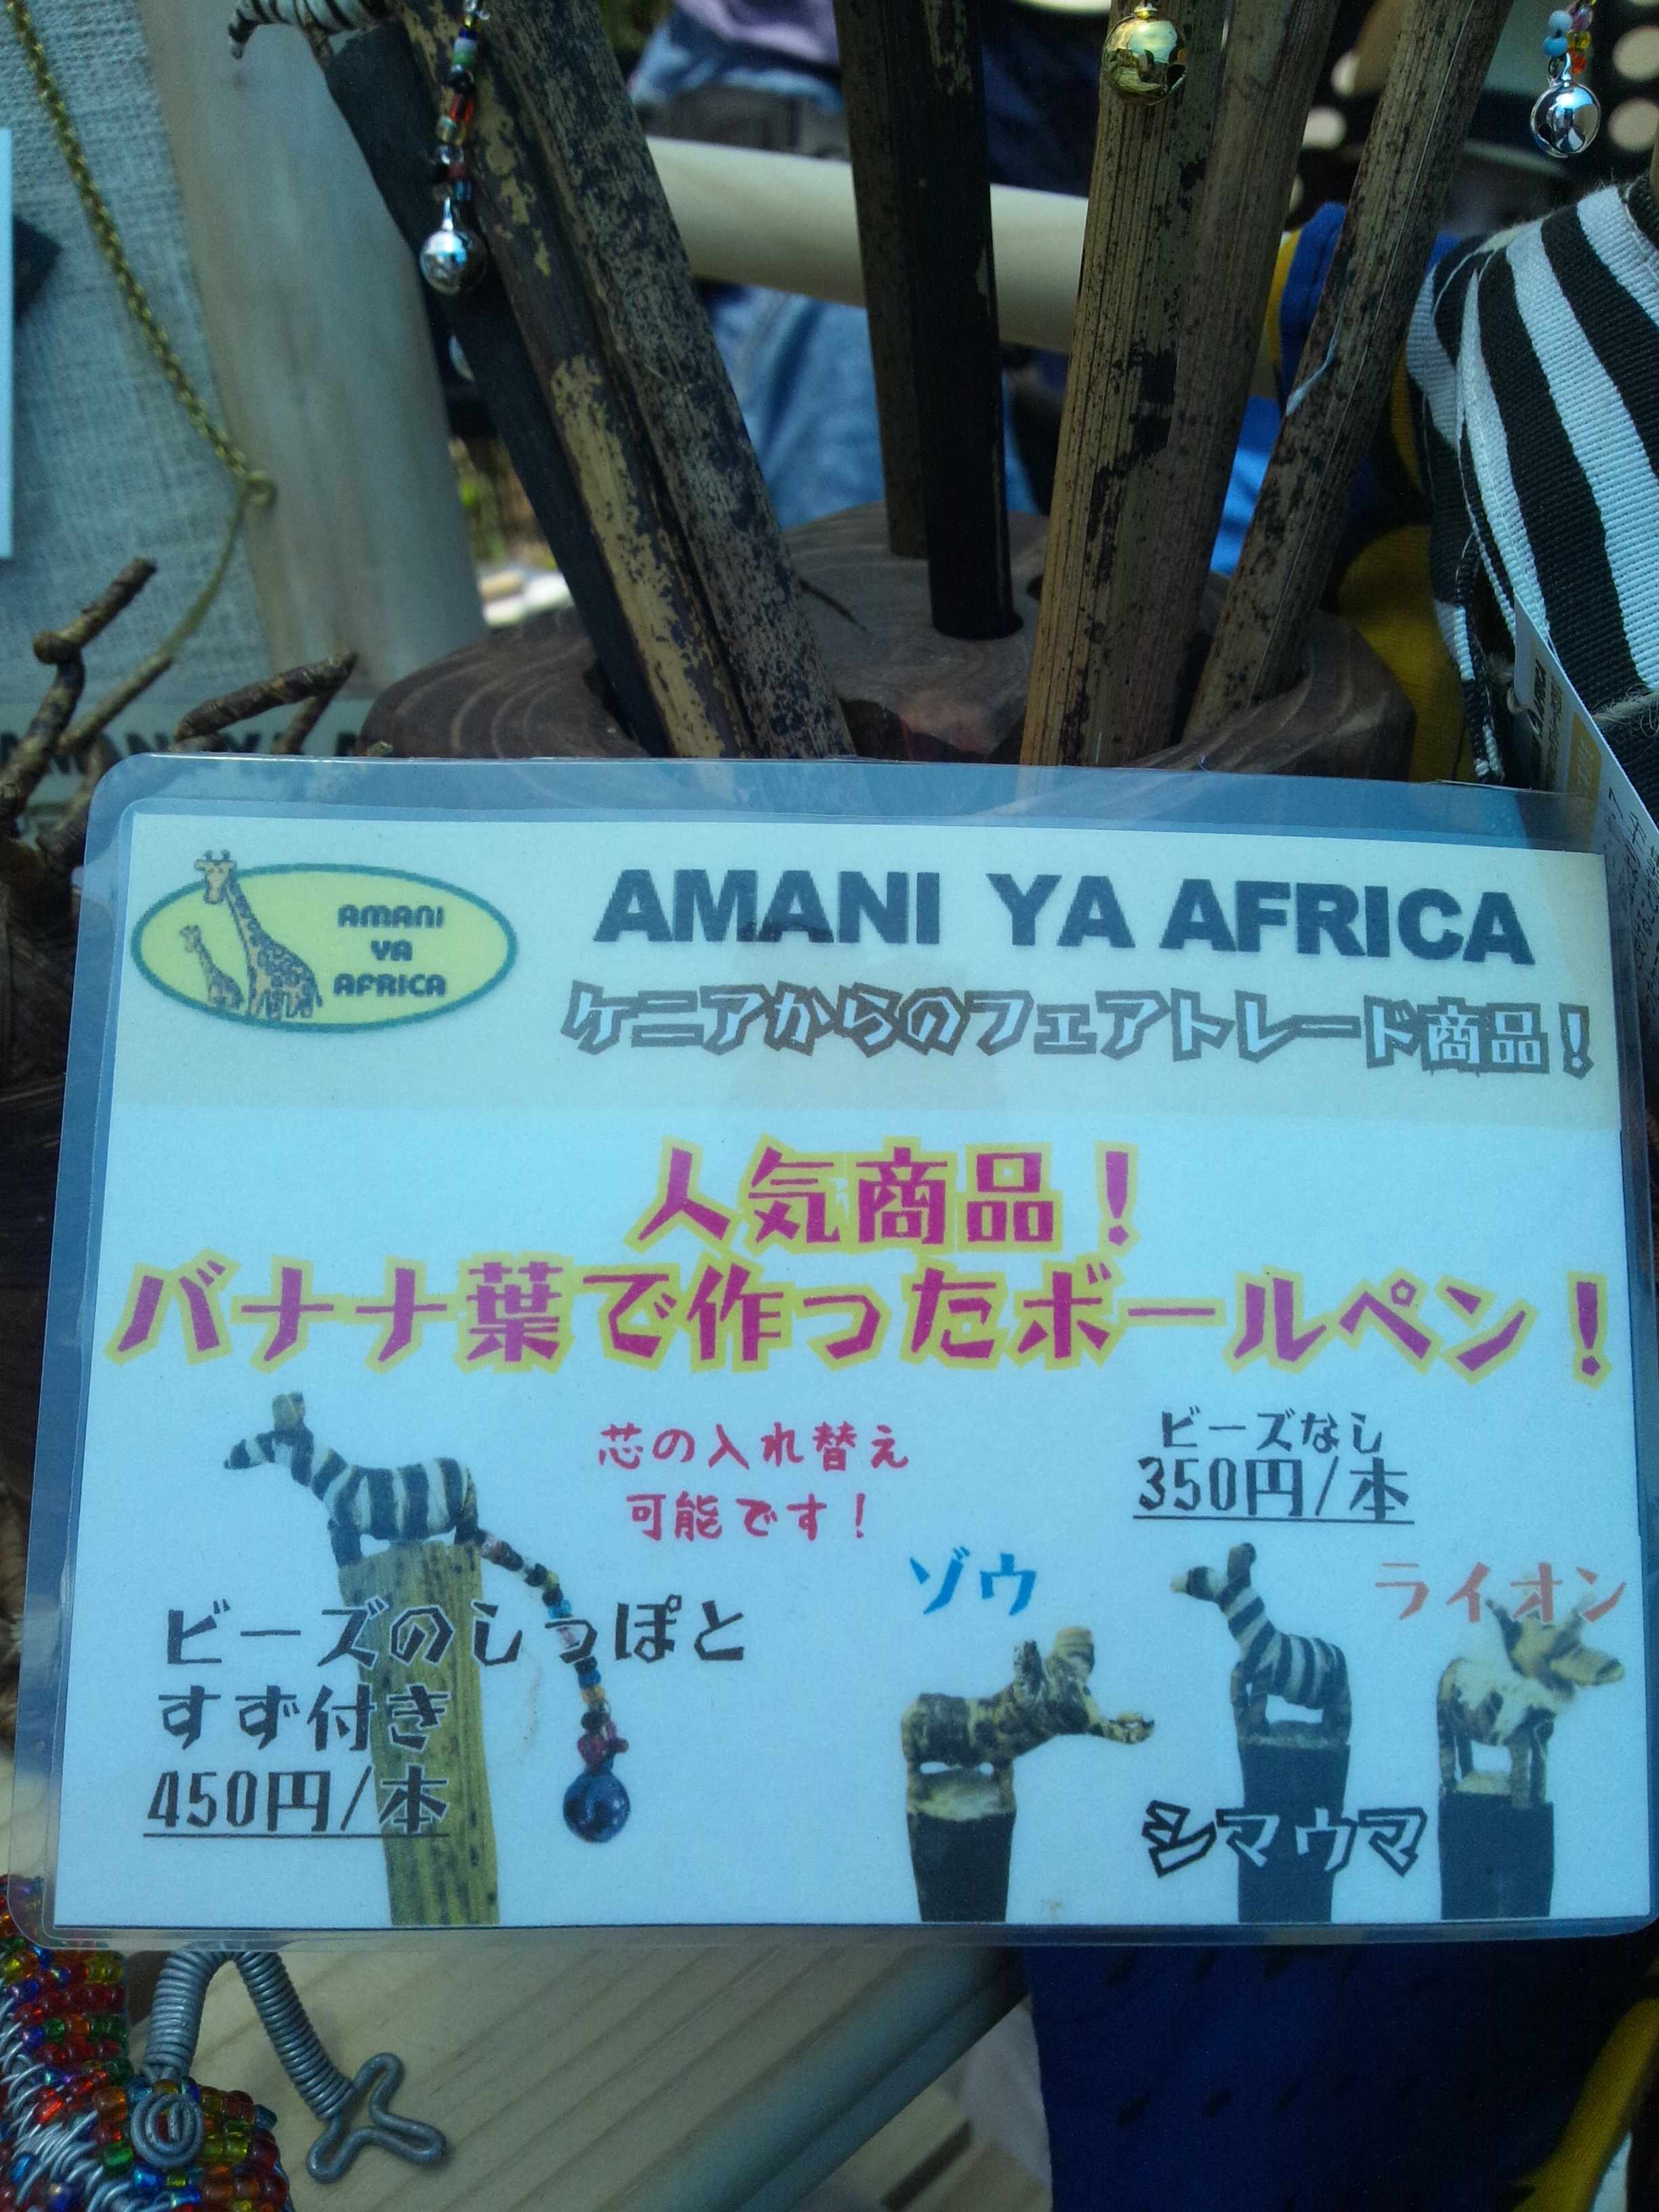 AMANI
YA
AFRICA
AMANI YA AFRICA
ケニアからのフェアトレード商品！
人気商品！
バナナ葉で作ったボールペン！
芯の入れ替え
可能です！
ビーズなし
350円/本
ゾウ
ライオン
シマウマ
ビーズのしっぽと
すず付き
450円/本